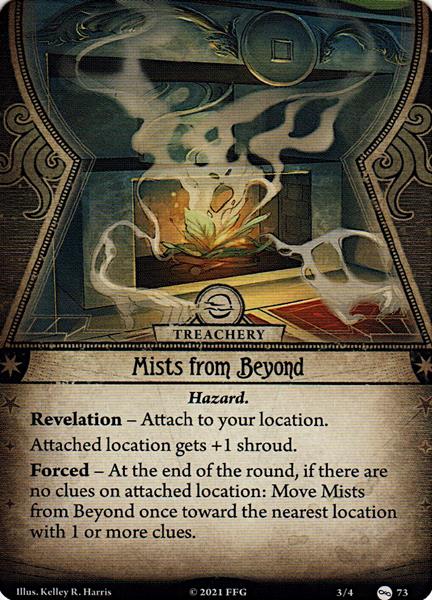 TREACHERY
Mists from Beyond
Hazard.
Revelation – Attach to your location.
Attached location gets +1 shroud.
Forced – At the end of the round, if there are
no clues on attached location: Move Mists
from Beyond once toward the nearest location
with 1 or more clues.
Illus. Kelley R. Harris © 2021 FFG 3/4 73